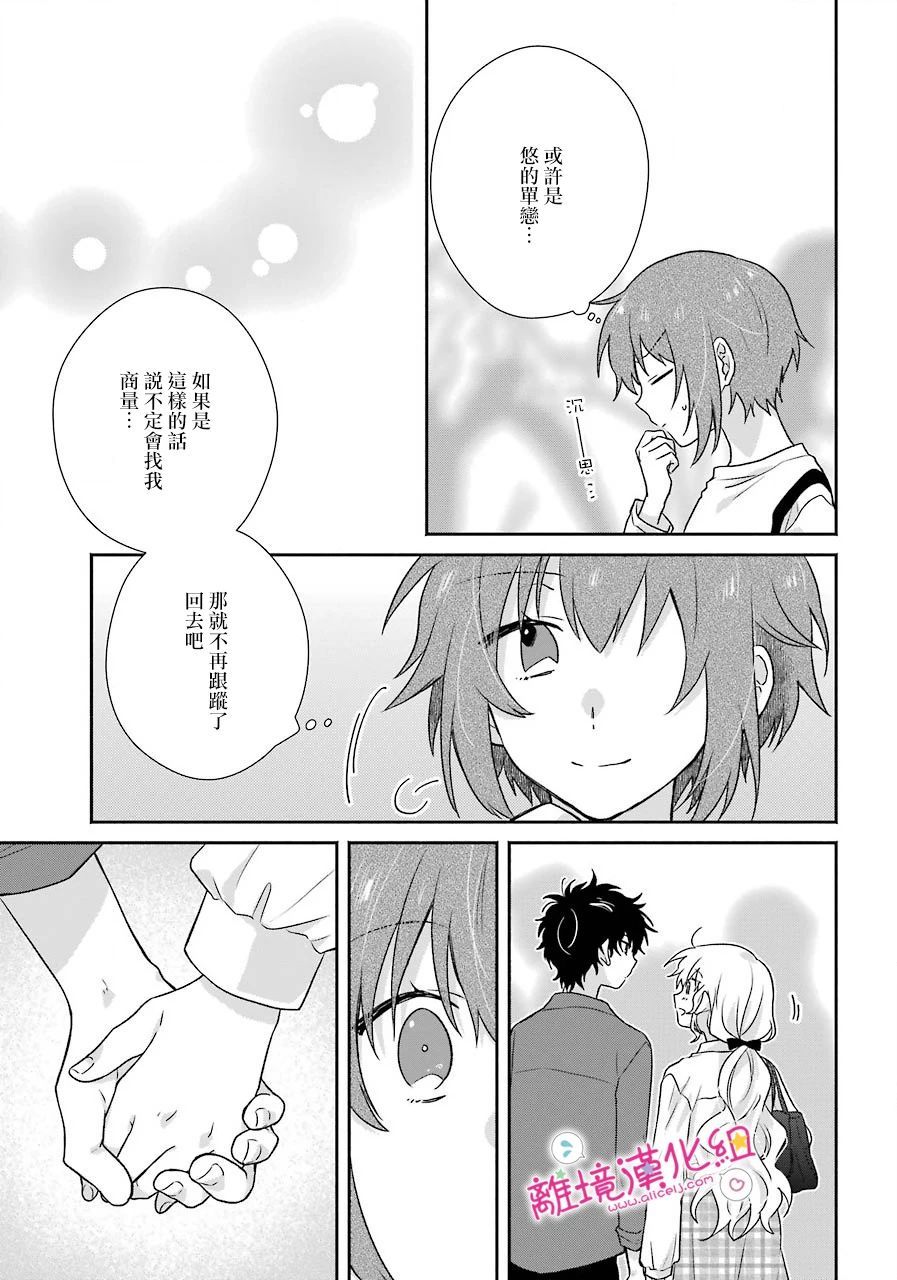 或許是
悠的單戀…
沉
思…
如果是
這樣的話
説不定會找我
商量…
那就不再跟蹤了
回去吧
離境漢化組
www.alicelj.com